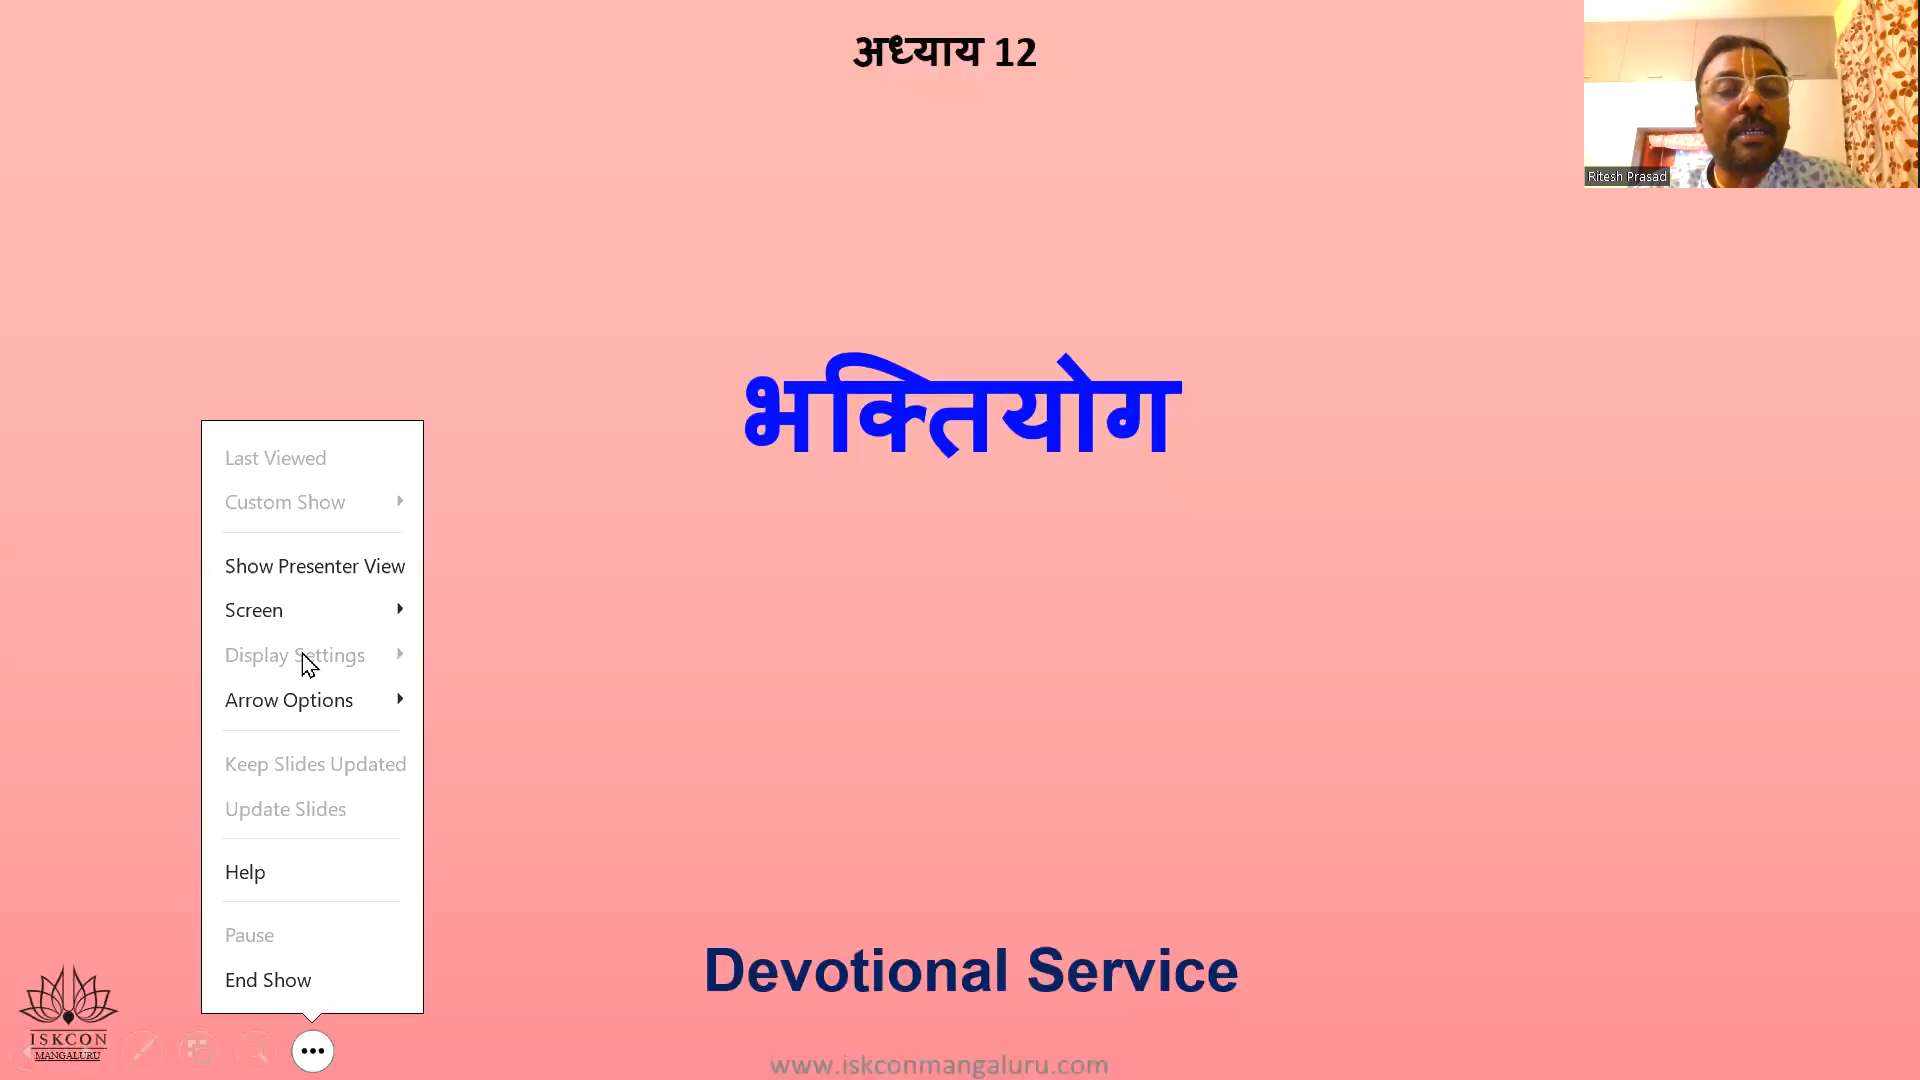 अध्याय 12
Ritesh Prasad
भक्तियोग
Last Viewed
Custom Show
Show Presenter View
Screen
Display Settings
Arrow Options
Keep Slides Updated
Update Slides
Help
Pause
End Show
Devotional Service
ISKCON
MANGALURU
www.iskconmangaluru.com